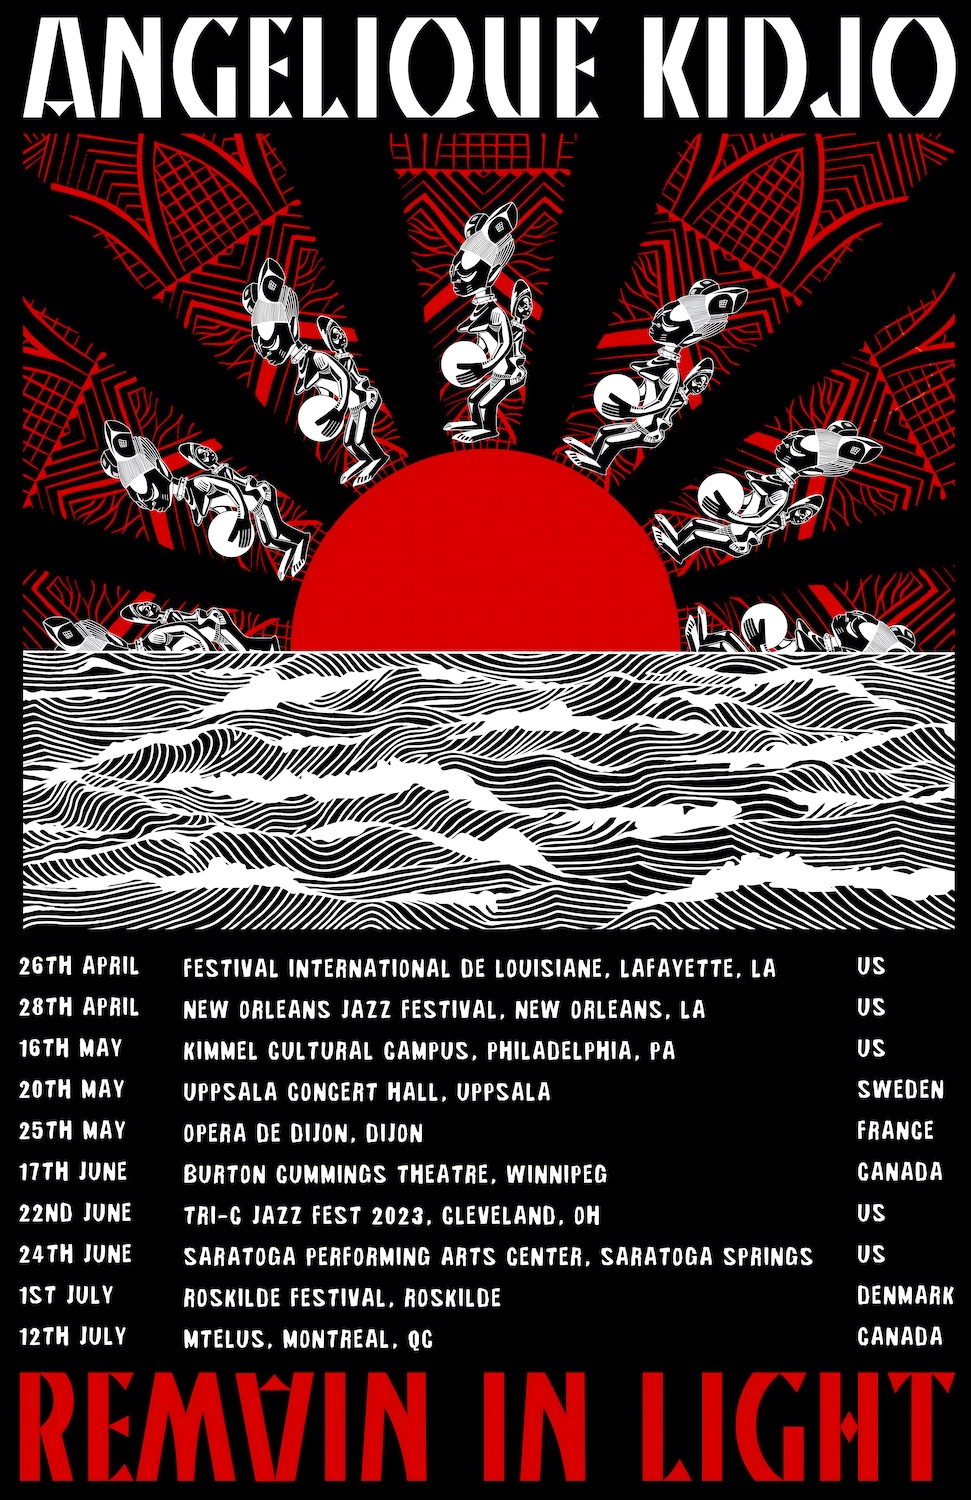 ANGELIQUE KIDJO
26TH APRIL FESTIVAL INTERNATIONAL DE LOUISIANE, LAFAYETTE, LA US
28TH APRIL NEW ORLEANS JAZZ FESTIVAL, NEW ORLEANS, LA US
16TH MAY KIMMEL CULTURAL CAMPUS, PHILADELPHIA, PA US
20TH MAY UPPSALA CONCERT HALL, UPPSALA SWEDEN
25TH MAY OPERA DE DIJON, DIJON FRANCE
17TH JUNE BURTON CUMMINGS THEATRE, WINNIPEG CANADA
22ND JUNE TRI-C JAZZ FEST 2023, CLEVELAND, OH US
24TH JUNE SARATOGA PERFORMING ARTS CENTER, SARATOGA SPRINGS US
1ST JULY ROSKILDE FESTIVAL, ROSKILDE DENMARK
12TH JULY MTELUS, MONTREAL, QC CANADA
REMAIN IN LIGHT